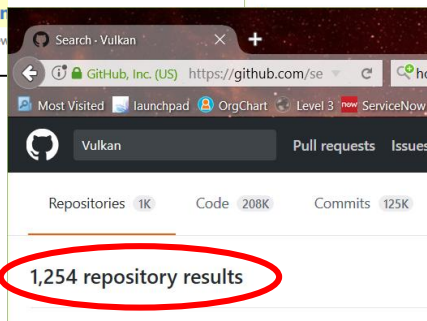 Search · Vulkan
GitHub, Inc. (US) https://github.com/se
Most Visited launchpad OrgChart Level 3 now ServiceNow
Vulkan Pull requests Issues
Repositories 1K Code 208K Commits 125K
1,254 repository results